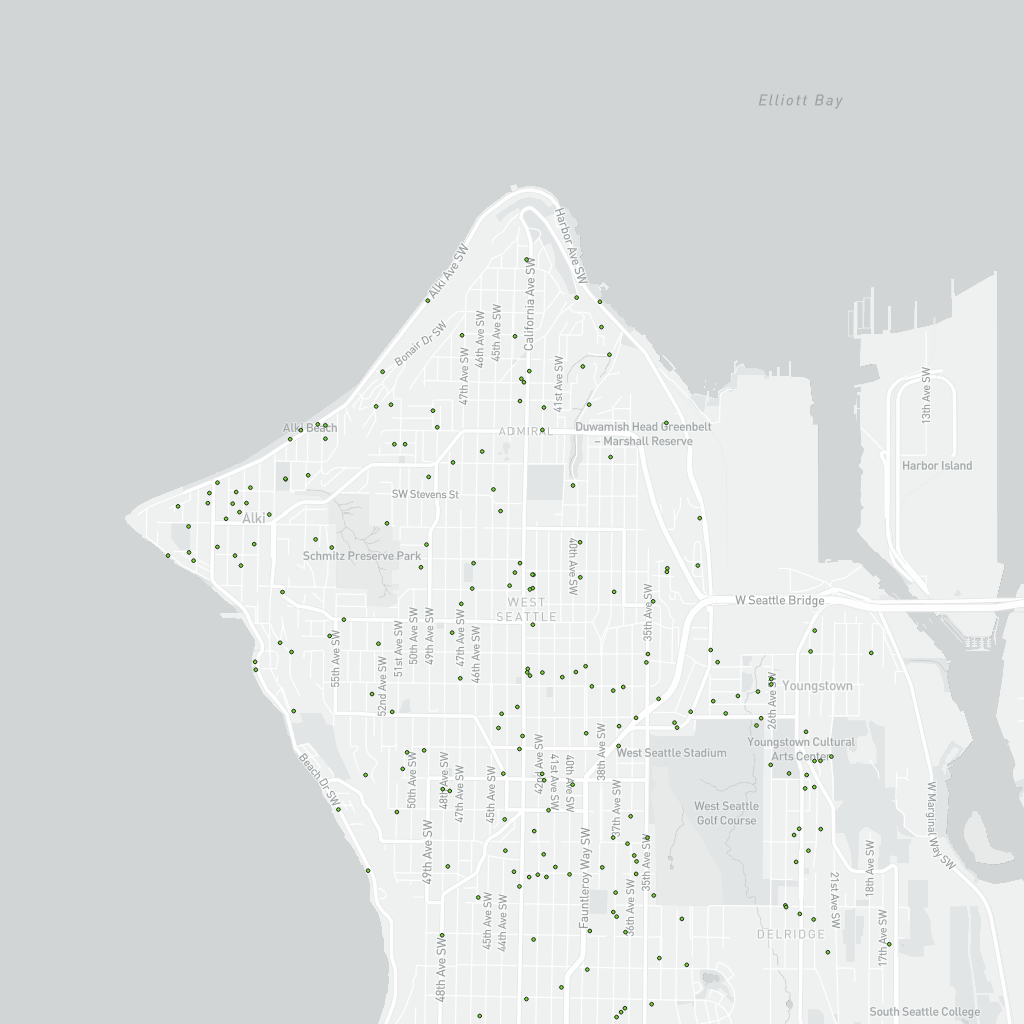 Elliott Bay
Harbor Ave SW
Alki Ave SW
California Ave SW
Bonair Dr SW
47th Ave SW
46th Ave SW
45th Ave SW
41st Ave SW
13th Ave SW
Alki Beach
ADMIRAL
Duwamish Head Greenbelt
– Marshall Reserve
Harbor Island
SW Stevens St
Alki
Schmitz Preserve Park
40th Ave SW
WEST
SEATTLE
35th Ave SW
W Seattle Bridge
55th Ave SW
52nd Ave SW
51st Ave SW
50th Ave SW
49th Ave SW
47th Ave SW
46th Ave SW
Youngstown
26th Ave SW
Beach Dr SW
50th Ave SW
48th Ave SW
47th Ave SW
45th Ave SW
42nd Ave SW
41st Ave SW
40th Ave SW
38th Ave SW
West Seattle Stadium
Youngstown Cultural
Arts Center
37th Ave SW
West Seattle
Golf Course
W Marginal Way SW
49th Ave SW
Fauntleroy Way SW
35th Ave SW
36th Ave SW
21st Ave SW
18th Ave SW
17th Ave SW
45th Ave SW
44th Ave SW
48th Ave SW
DELRIDGE
South Seattle College